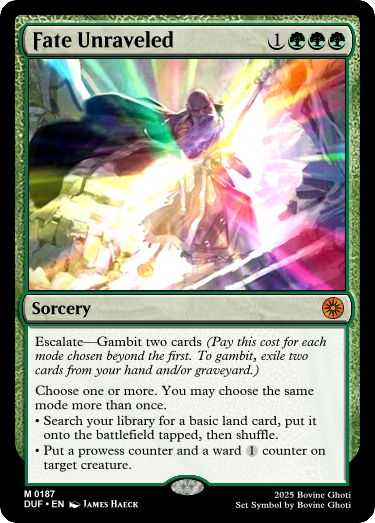 Fate Unraveled 1
Sorcery
Escalate—Gambit two cards (Pay this cost for each
mode chosen beyond the first. To gambit, exile two
cards from your hand and/or graveyard.)
Choose one or more. You may choose the same
mode more than once.
• Search your library for a basic land card, put it
onto the battlefield tapped, then shuffle.
• Put a prowess counter and a ward 1 counter on
target creature.
M 0187
DUF • EN JAMES HAECK
2025 Bovine Ghoti
Set Symbol by Bovine Ghoti